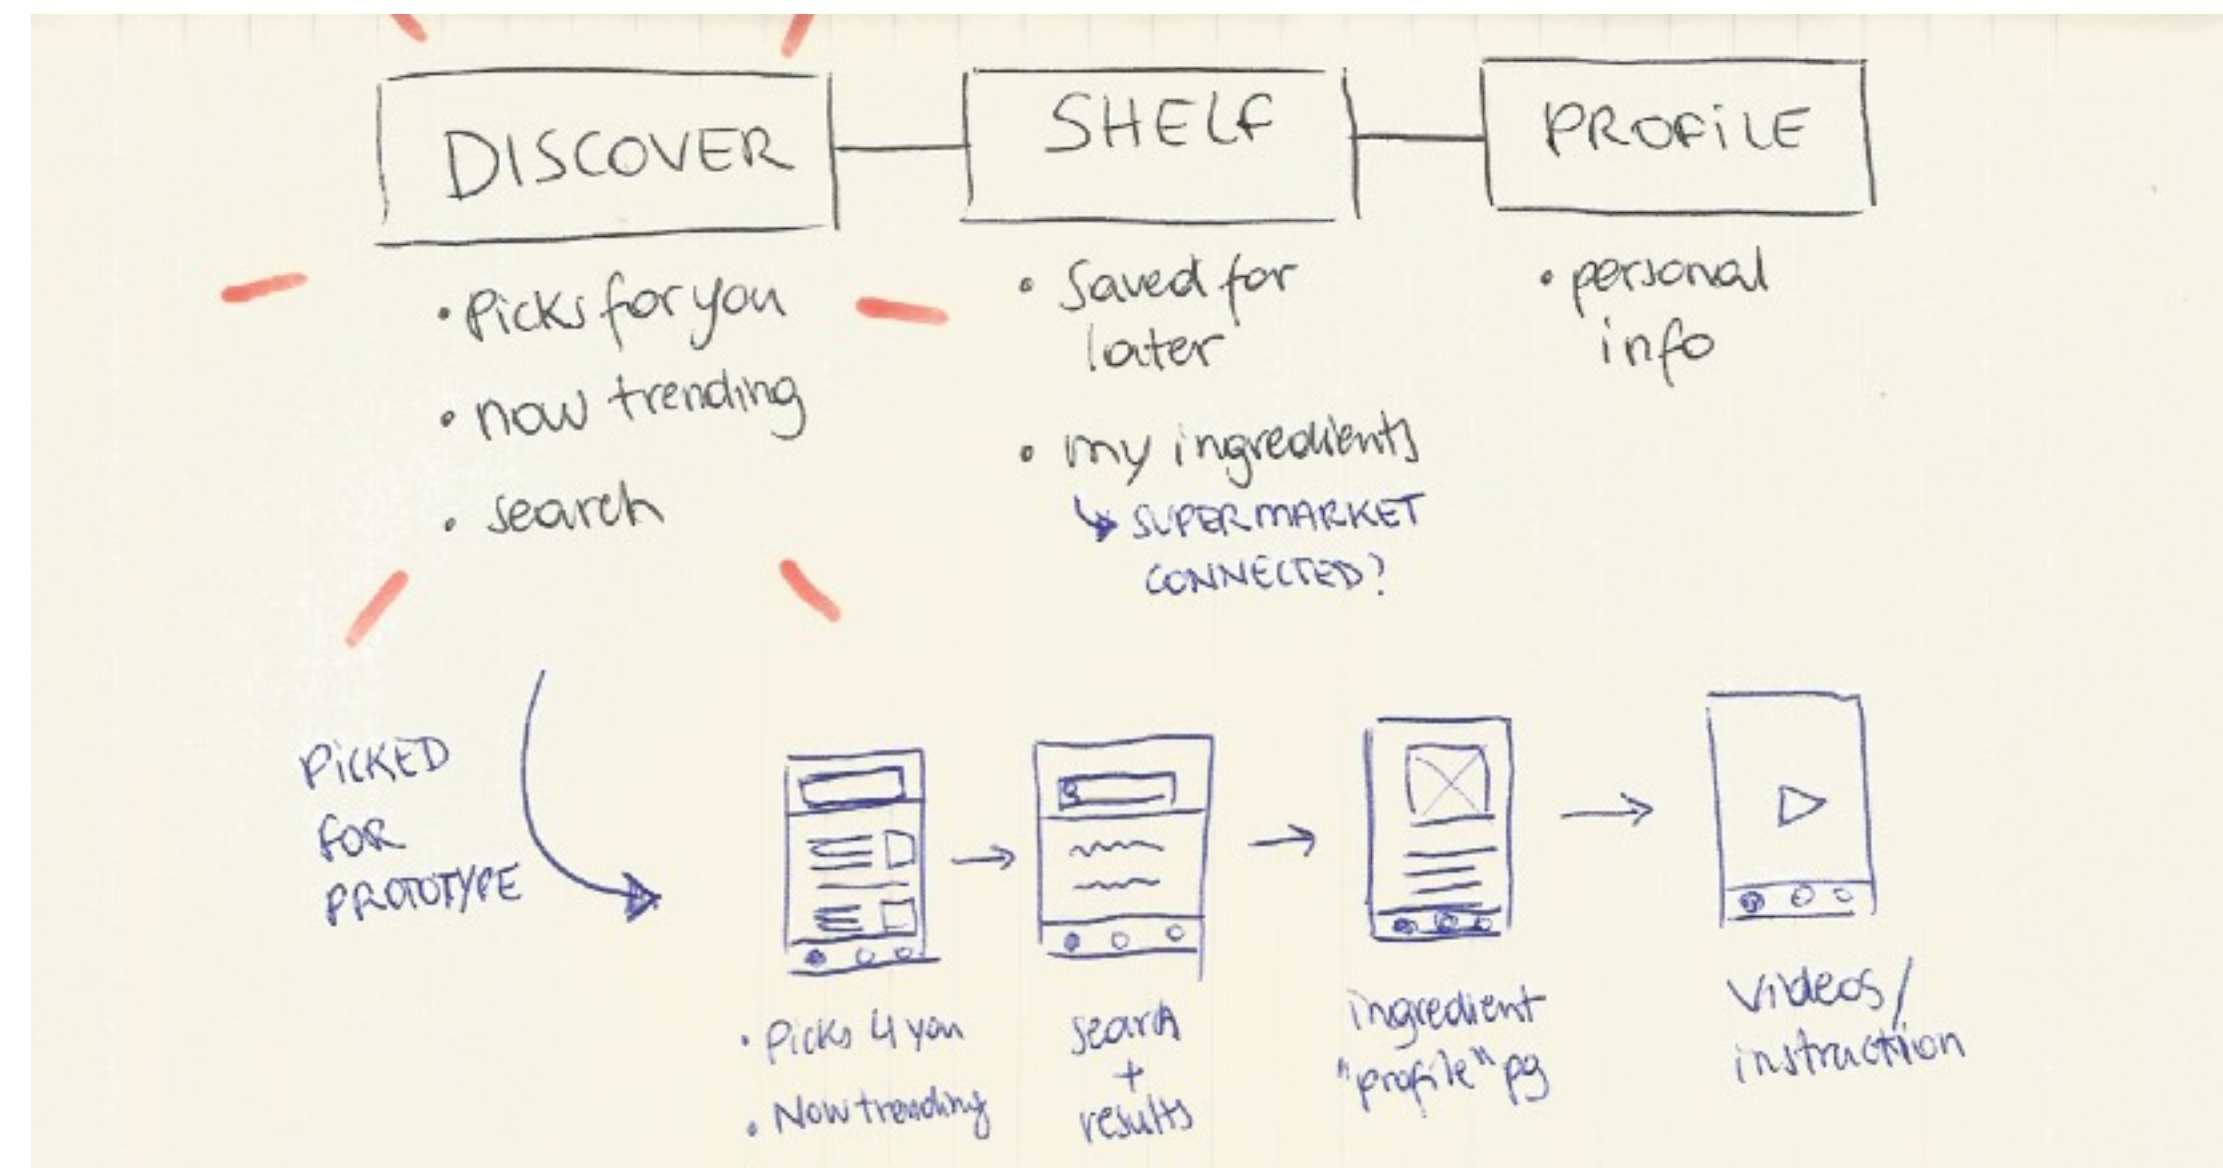 DISCOVER
• Picks for you
• now trending
• search
SHELF
• Saved for
later
• my ingredients
↳ SUPERMARKET
CONNECTED?
PROFiLE
• personal
info
PiCKED
FOR
PROTOTYPE
• Picks 4 you
• Now trending
search
+
results
ingredient
"profile" pg
Videos/
instruction